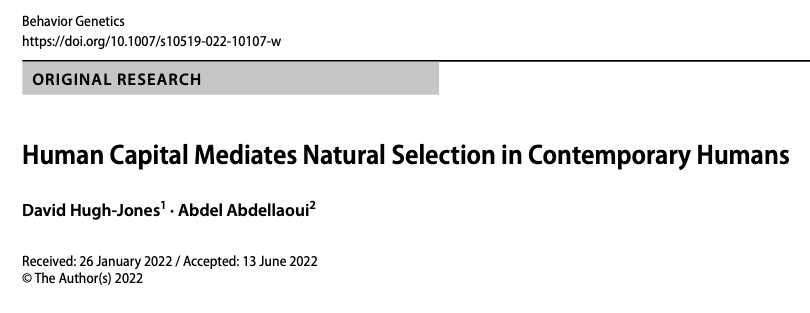 Behavior Genetics
https://doi.org/10.1007/s10519-022-10107-w
ORIGINAL RESEARCH
Human Capital Mediates Natural Selection in Contemporary Humans
David Hugh-Jones1 · Abdel Abdellaoui2
Received: 26 January 2022 / Accepted: 13 June 2022
© The Author(s) 2022